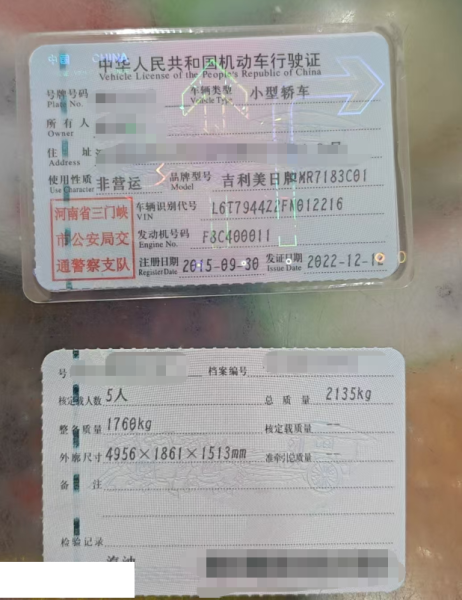 中国 CHINA
中华人民共和国机动车行驶证
Vehicle License of the People's Republic of China
号牌号码
Plate No.
车辆类型 小型轿车
Vehicle Type
所有人
Owner
住址
Address
使用性质 非营运
Use Character
品牌型号 吉利美日牌MR7183C01
Model
河南省三门峡
市公安局交
通警察支队
车辆识别代号 L6T7944Z2FN012216
VIN
发动机号码 F8C400011
Engine No.
注册日期 2015-09-30 发证日期 2022-12-12
Register Date Issue Date
号 档案编号
核定载人数 5人 总质量 2135kg
整备质量 1760kg 核定载质量 --
外廓尺寸 4956×1861×1513mm 准牵引总质量 --
备注
检验记录